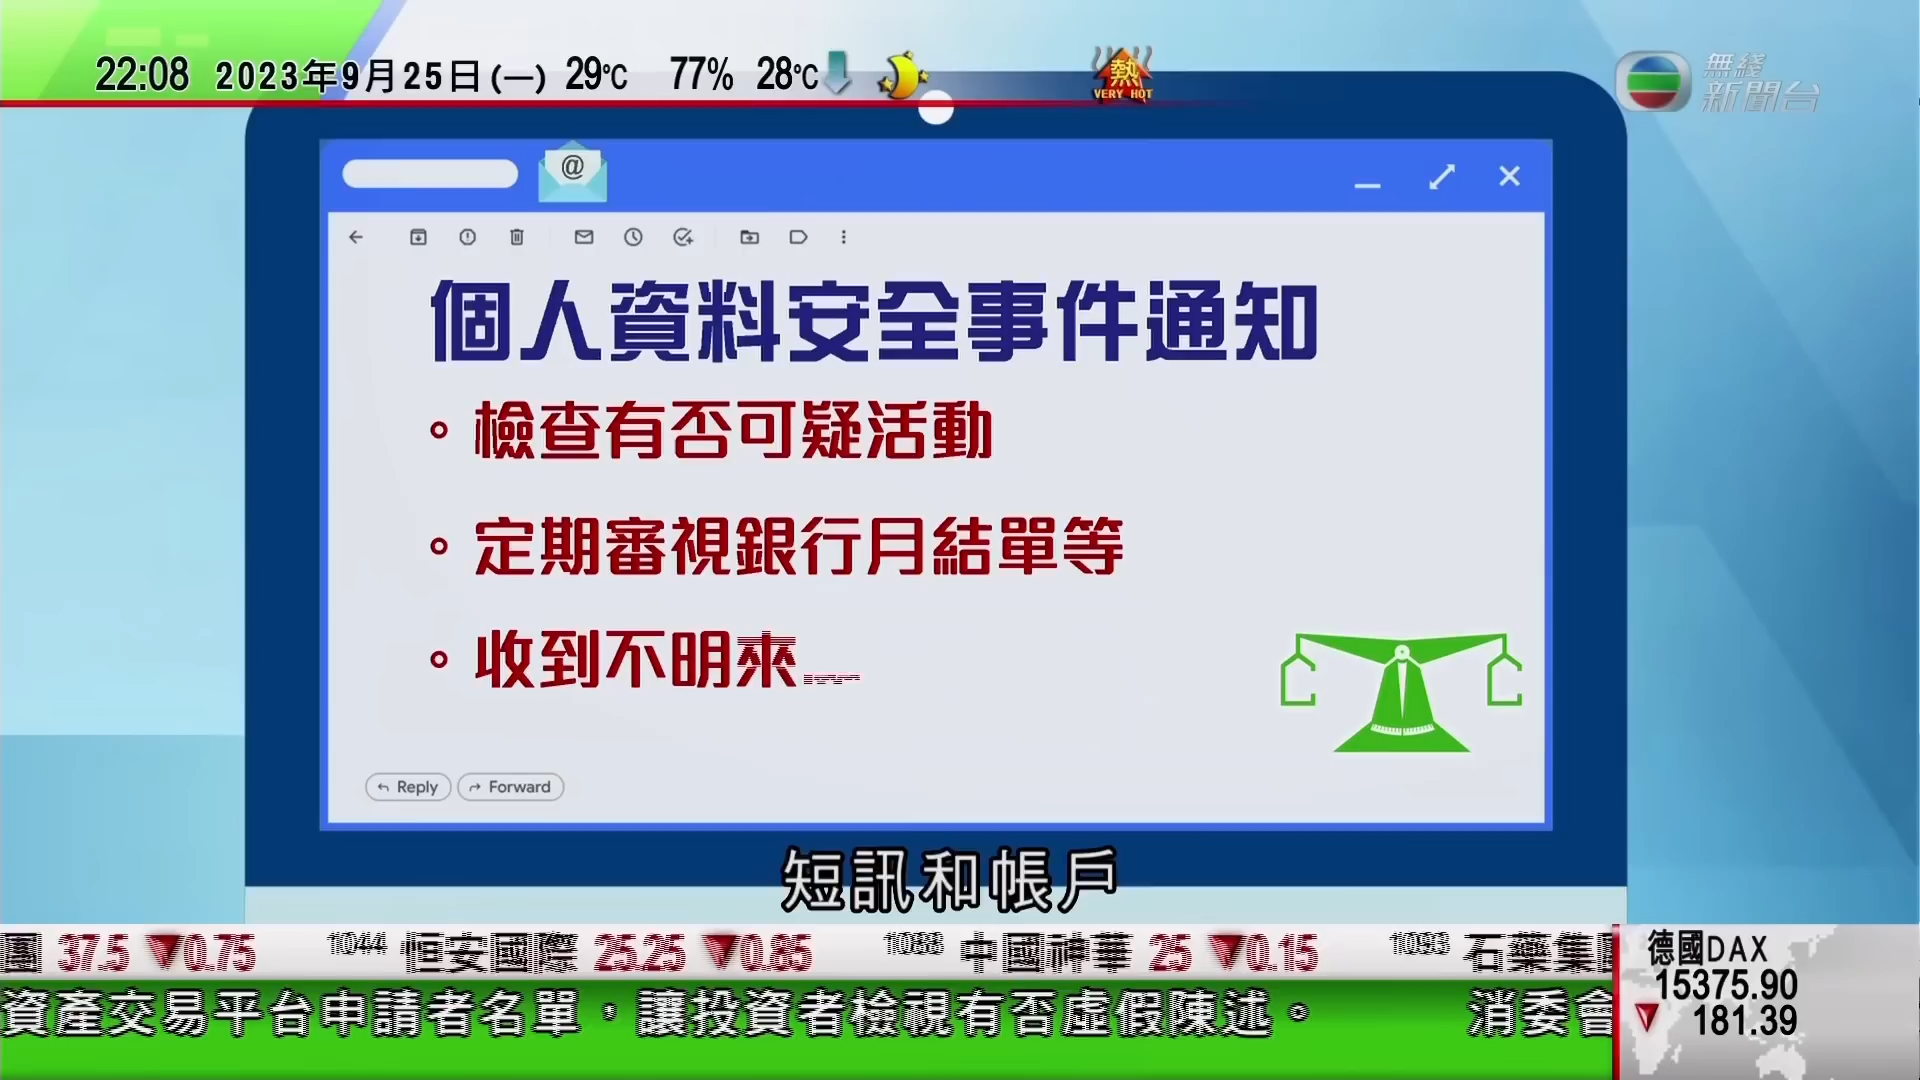 22:08 2023年9月25日(一) 29℃ 77% 28℃
熱
VERY HOT
無綫
新聞台
@
個人資料安全事件通知
檢查有否可疑活動
定期審視銀行月結單等
收到不明來
Reply Forward
短訊和帳戶
團 37.5 ▼0.75 1044 恒安國際 25.25 ▼0.85 1088 中國神華 25 ▼0.15 1093 石藥集團
資產交易平台申請者名單，讓投資者檢視有否虛假陳述。 消委會
德國DAX
15375.90
▼ 181.39